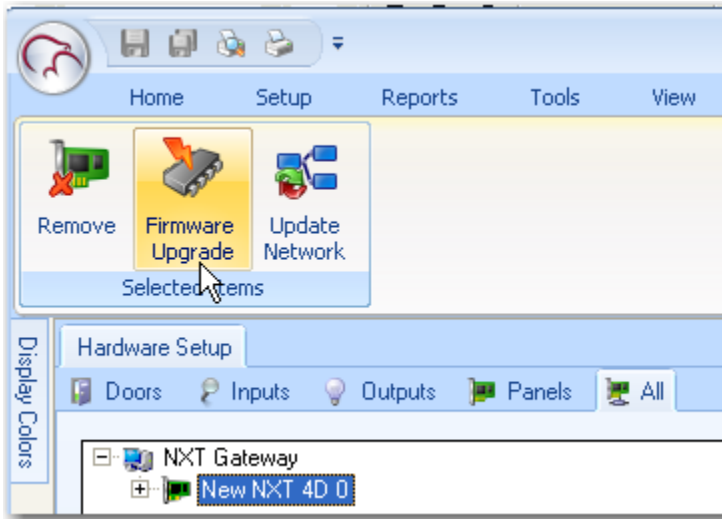 Home Setup Reports Tools View
Remove Firmware Upgrade Update Network
Selected Items
Display Colors
Hardware Setup
Doors Inputs Outputs Panels All
NXT Gateway
New NXT 4D 0